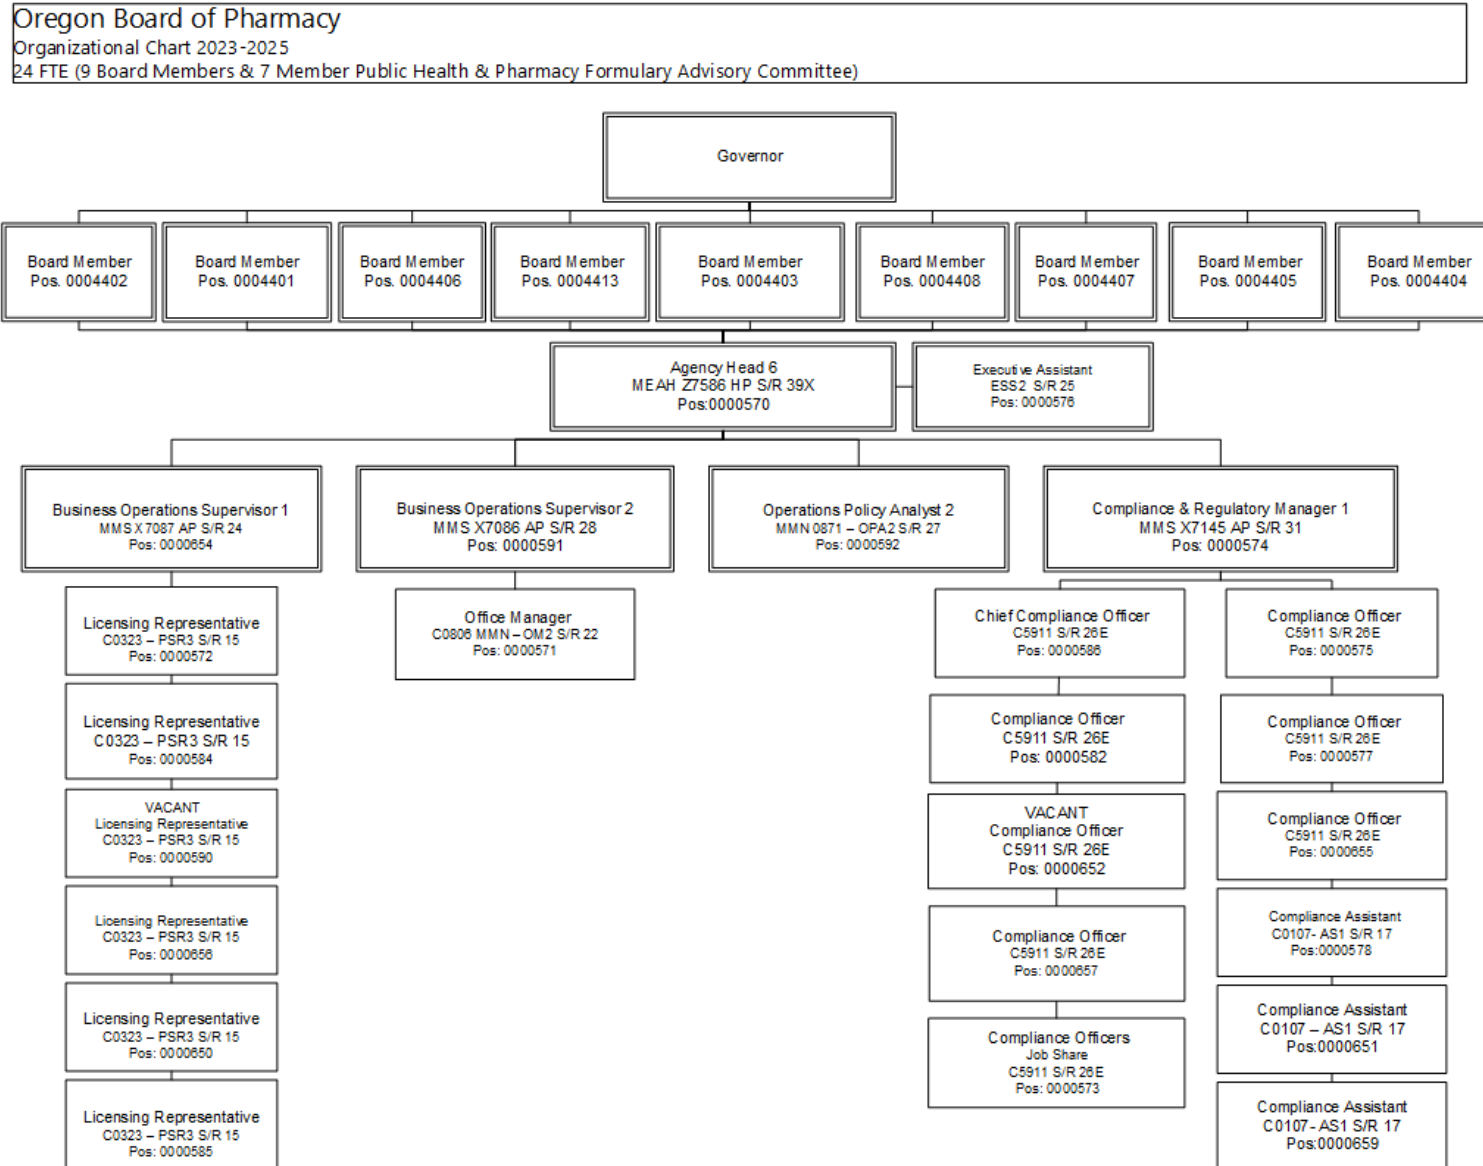 Oregon Board of Pharmacy
Organizational Chart 2023-2025
24 FTE (9 Board Members & 7 Member Public Health & Pharmacy Formulary Advisory Committee)
Governor
Board Member
Pos. 0004402
Board Member
Pos. 0004401
Board Member
Pos. 0004406
Board Member
Pos. 0004413
Board Member
Pos. 0004403
Board Member
Pos. 0004408
Board Member
Pos. 0004407
Board Member
Pos. 0004405
Board Member
Pos. 0004404
Agency Head 6
MEAH Z7586 HP S/R 39X
Pos:0000570
Executive Assistant
ESS2 S/R 25
Pos: 0000576
Business Operations Supervisor 1
MMS X7087 AP S/R 24
Pos: 0000654
Business Operations Supervisor 2
MMS X7086 AP S/R 28
Pos: 0000591
Operations Policy Analyst 2
MMN 0871 – OPA2 S/R 27
Pos: 0000592
Compliance & Regulatory Manager 1
MMS X7145 AP S/R 31
Pos: 0000574
Licensing Representative
C0323 – PSR3 S/R 15
Pos: 0000572
Licensing Representative
C0323 – PSR3 S/R 15
Pos: 0000584
VACANT
Licensing Representative
C0323 – PSR3 S/R 15
Pos: 0000590
Licensing Representative
C0323 – PSR3 S/R 15
Pos: 0000656
Licensing Representative
C0323 – PSR3 S/R 15
Pos: 0000650
Licensing Representative
C0323 – PSR3 S/R 15
Pos: 0000585
Office Manager
C0806 MMN – OM2 S/R 22
Pos: 0000571
Chief Compliance Officer
C5911 S/R 26E
Pos: 0000586
Compliance Officer
C5911 S/R 26E
Pos: 0000582
VACANT
Compliance Officer
C5911 S/R 26E
Pos: 0000652
Compliance Officer
C5911 S/R 26E
Pos: 0000657
Compliance Officers
Job Share
C5911 S/R 26E
Pos: 0000573
Compliance Officer
C5911 S/R 26E
Pos: 0000575
Compliance Officer
C5911 S/R 26E
Pos: 0000577
Compliance Officer
C5911 S/R 26E
Pos: 0000655
Compliance Assistant
C0107- AS1 S/R 17
Pos:0000578
Compliance Assistant
C0107 – AS1 S/R 17
Pos:0000651
Compliance Assistant
C0107- AS1 S/R 17
Pos:0000659